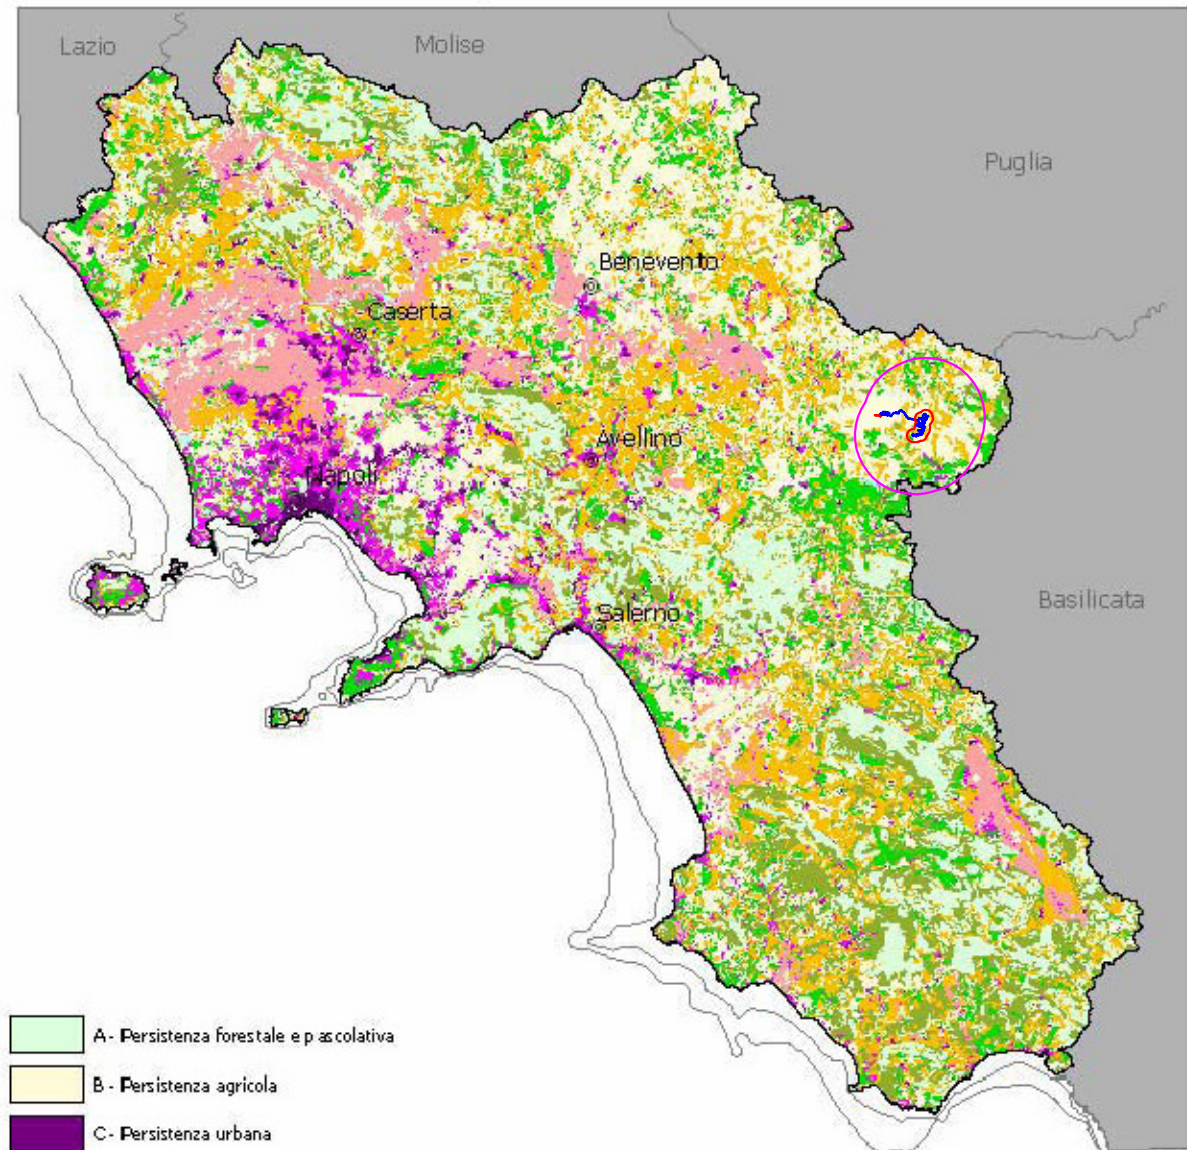 Lazio
Molise
Puglia
Benevento
Caserta
Avellino
Napoli
Basilicata
Salerno
A - Persistenza forestale e pascolativa
B - Persistenza agricola
C - Persistenza urbana